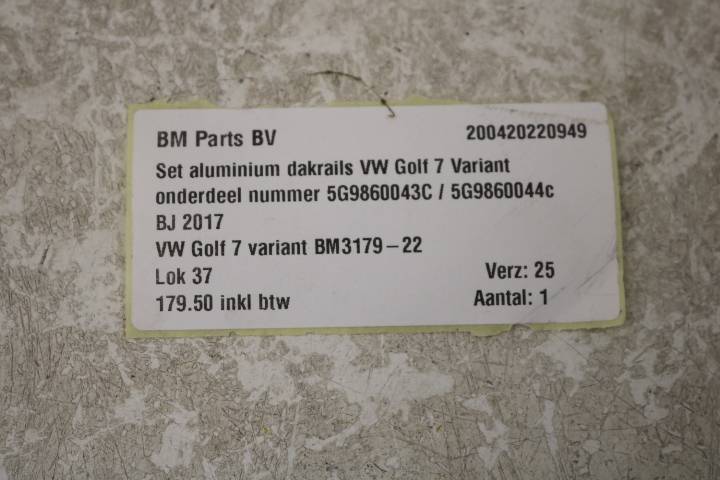 BM Parts BV 200420220949
Set aluminium dakrails VW Golf 7 Variant
onderdeel nummer 5G9860043C / 5G9860044c
BJ 2017
VW Golf 7 variant BM3179-22
Lok 37 Verz: 25
179.50 inkl btw Aantal: 1